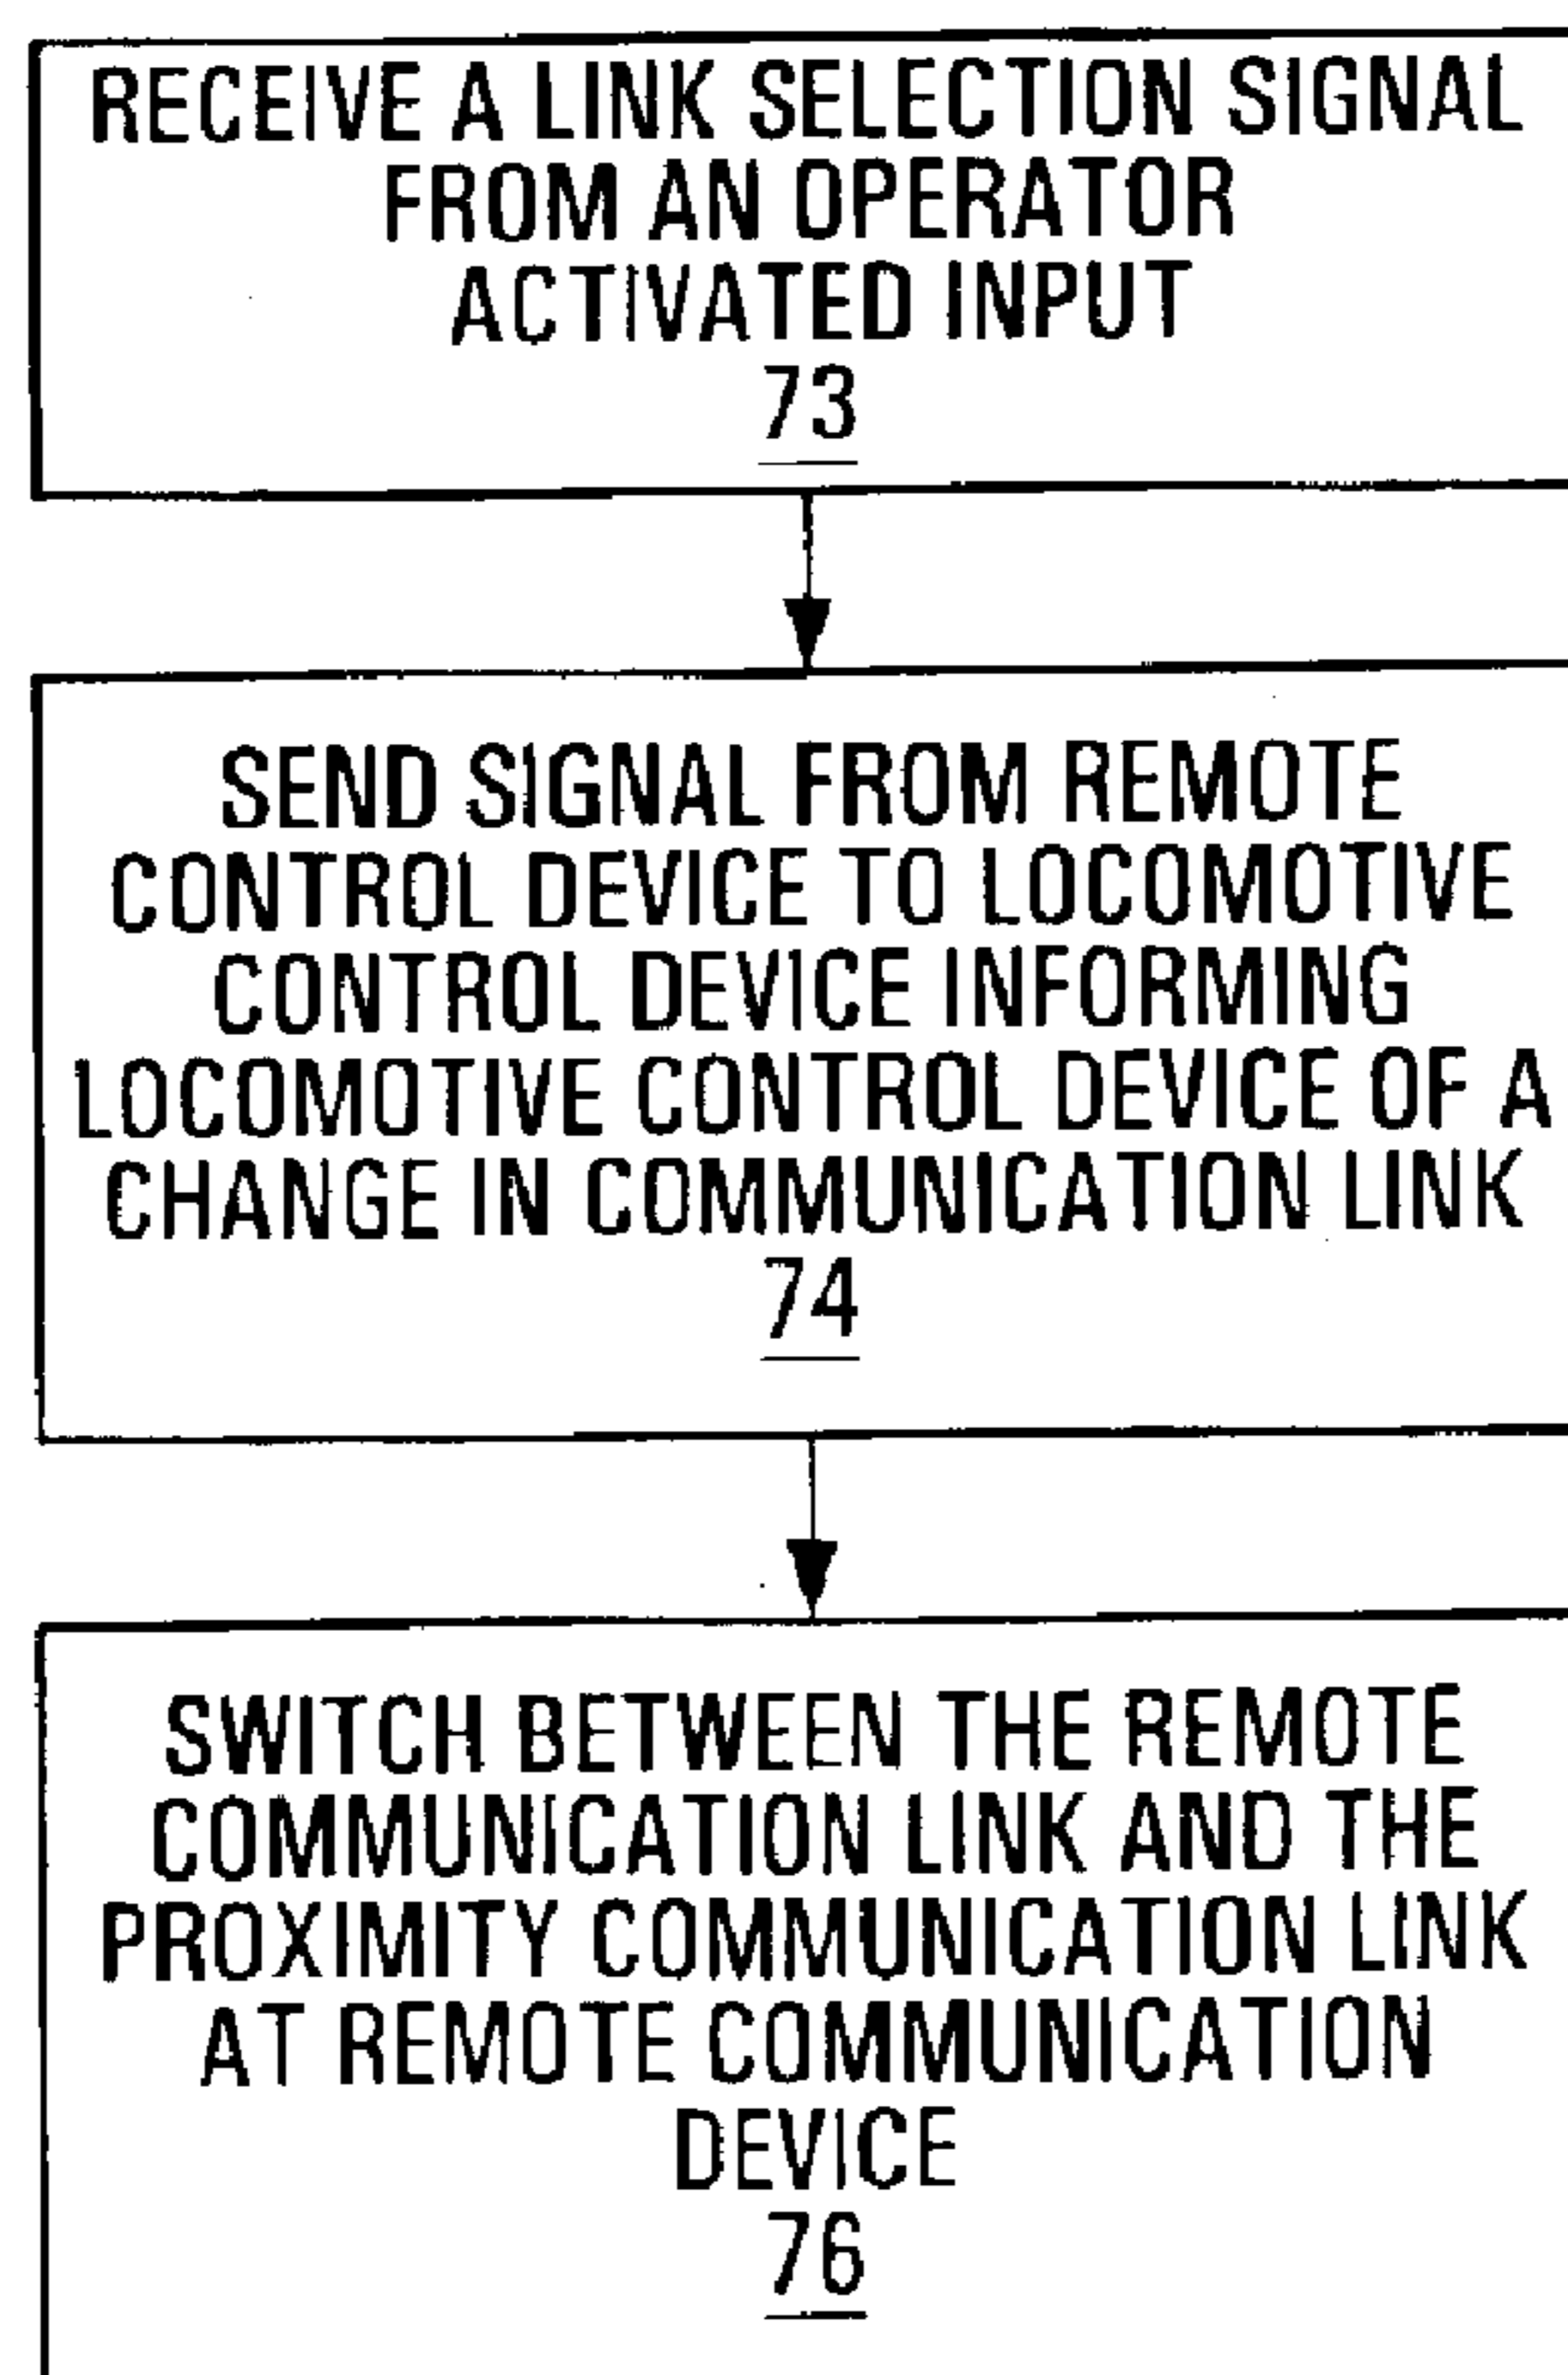 RECEIVE A LINK SELECTION SIGNAL
FROM AN OPERATOR
ACTIVATED INPUT
73
SEND SIGNAL FROM REMOTE
CONTROL DEVICE TO LOCOMOTIVE
CONTROL DEVICE INFORMING
LOCOMOTIVE CONTROL DEVICE OF A
CHANGE IN COMMUNICATION LINK
74
SWITCH BETWEEN THE REMOTE
COMMUNICATION LINK AND THE
PROXIMITY COMMUNICATION LINK
AT REMOTE COMMUNICATION
DEVICE
76